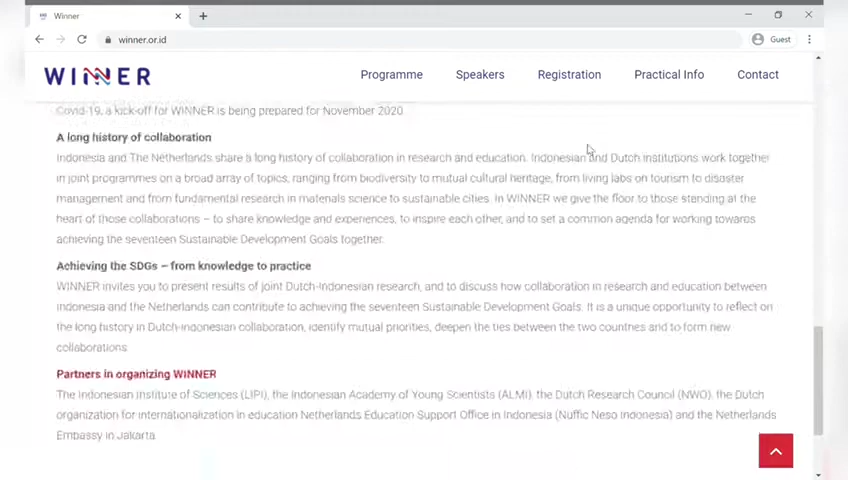 Winner
winner.or.id
Guest
WINNER
Programme
Speakers
Registration
Practical Info
Contact
Covid-19, a kick-off for WINNER is being prepared for November 2020.
A long history of collaboration
Indonesia and The Netherlands share a long history of collaboration in research and education. Indonesian and Dutch institutions work together
in joint programmes on a broad array of topics, ranging from biodiversity to mutual cultural heritage, from living labs on tourism to disaster
management and from fundamental research in materials science to sustainable cities. In WINNER we give the floor to those standing at the
heart of those collaborations – to share knowledge and experiences, to inspire each other, and to set a common agenda for working towards
achieving the seventeen Sustainable Development Goals together.
Achieving the SDGs – from knowledge to practice
WINNER invites you to present results of joint Dutch-Indonesian research, and to discuss how collaboration in research and education between
Indonesia and the Netherlands can contribute to achieving the seventeen Sustainable Development Goals. It is a unique opportunity to reflect on
the long history in Dutch-Indonesian collaboration, identify mutual priorities, deepen the ties between the two countries and to form new
collaborations.
Partners in organizing WINNER
The Indonesian Institute of Sciences (LIPI), the Indonesian Academy of Young Scientists (ALMI), the Dutch Research Council (NWO), the Dutch
organization for internationalization in education Netherlands Education Support Office in Indonesia (Nuffic Neso Indonesia) and the Netherlands
Embassy in Jakarta.